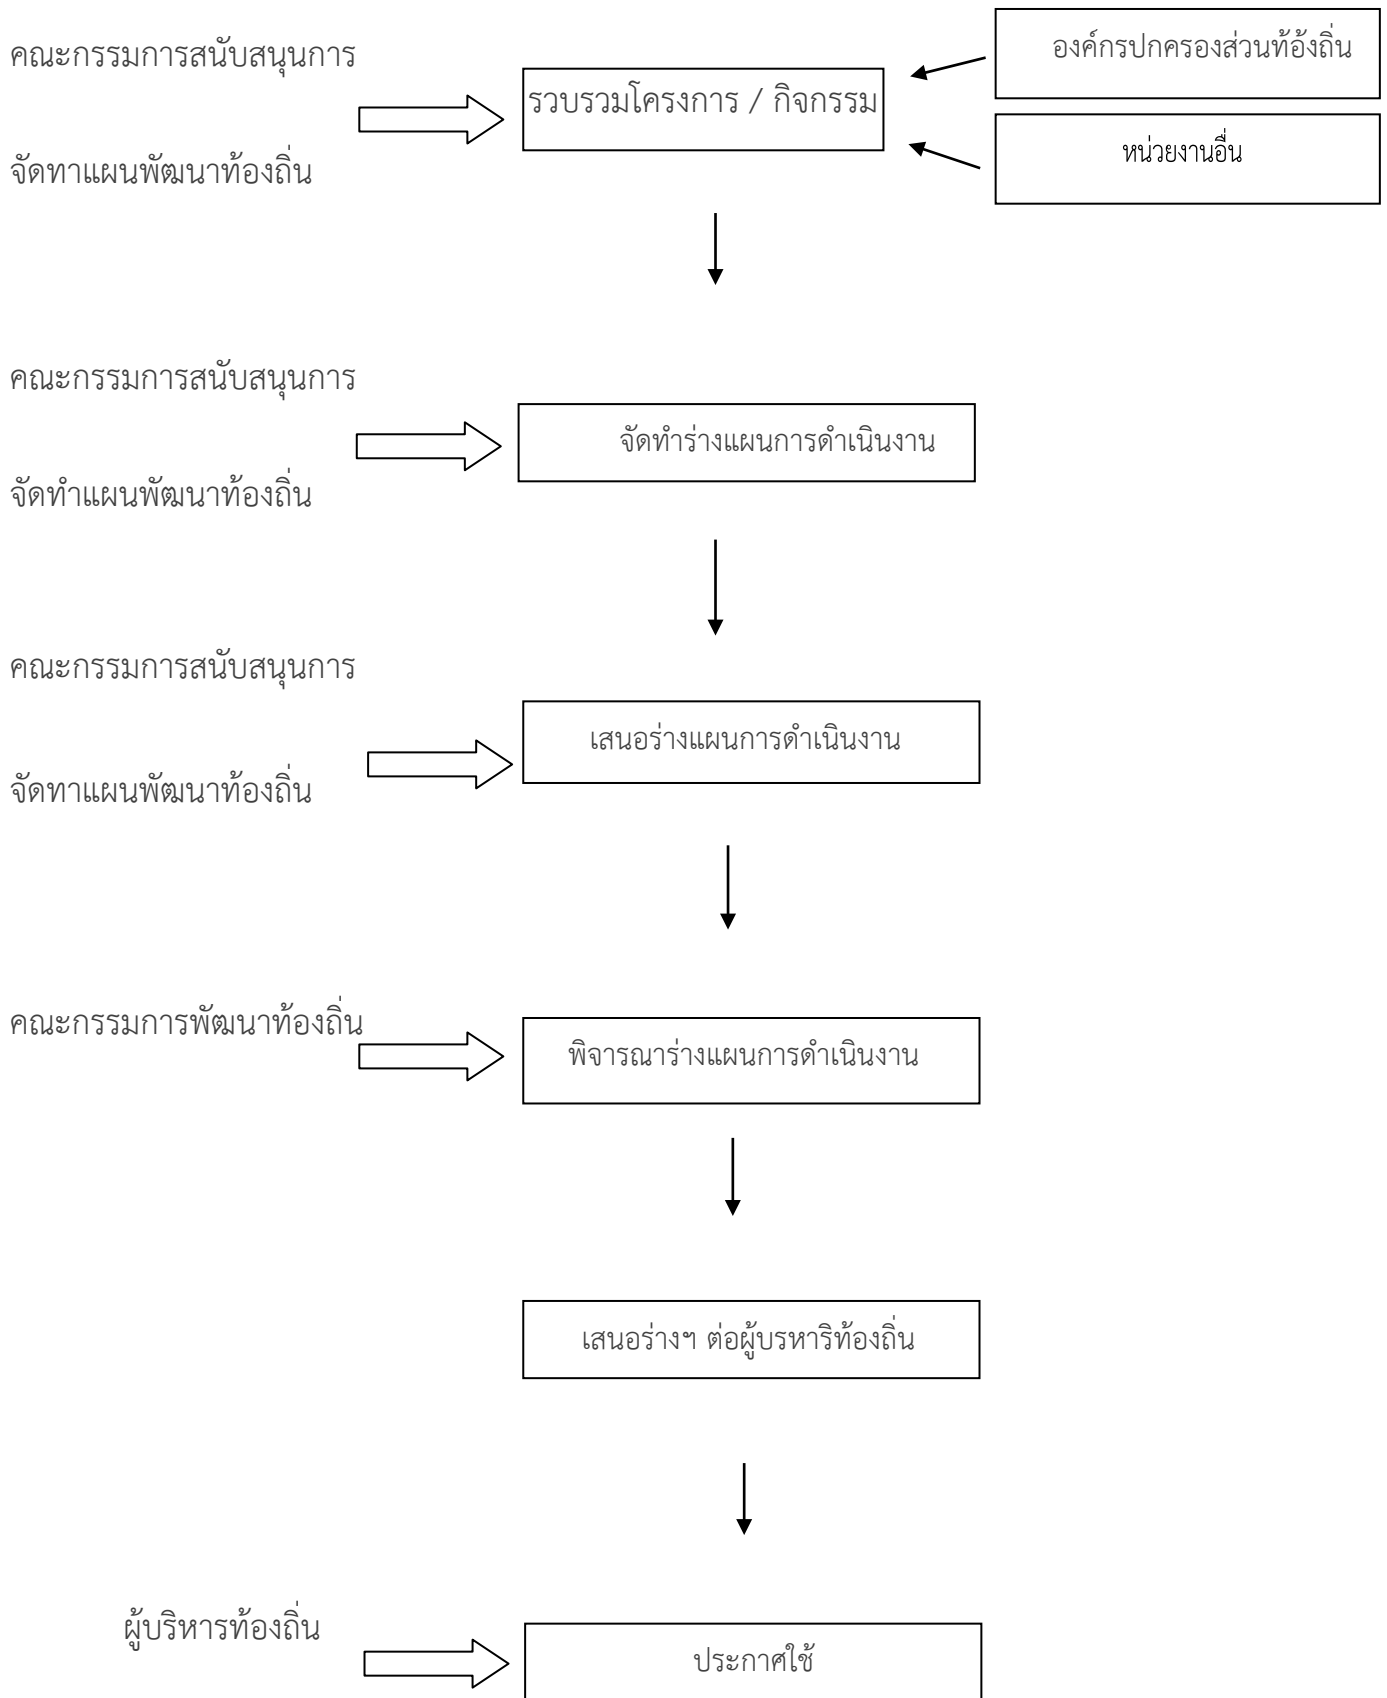 คณะกรรมการสนับสนุนการ
องค์กรปกครองส่วนท้อ้งถิ่น
รวบรวมโครงการ / กิจกรรม
หน่วยงานอื่น
จัดทาแผนพัฒนาท้องถิ่น
คณะกรรมการสนับสนุนการ
จัดทำร่างแผนการดำเนินงาน
จัดทำแผนพัฒนาท้องถิ่น
คณะกรรมการสนับสนุนการ
เสนอร่างแผนการดำเนินงาน
จัดทาแผนพัฒนาท้องถิ่น
คณะกรรมการพัฒนาท้องถิ่น
พิจารณาร่างแผนการดำเนินงาน
เสนอร่างฯ ต่อผู้บรหาริท้องถิ่น
ผู้บริหารท้องถิ่น
ประกาศใช้